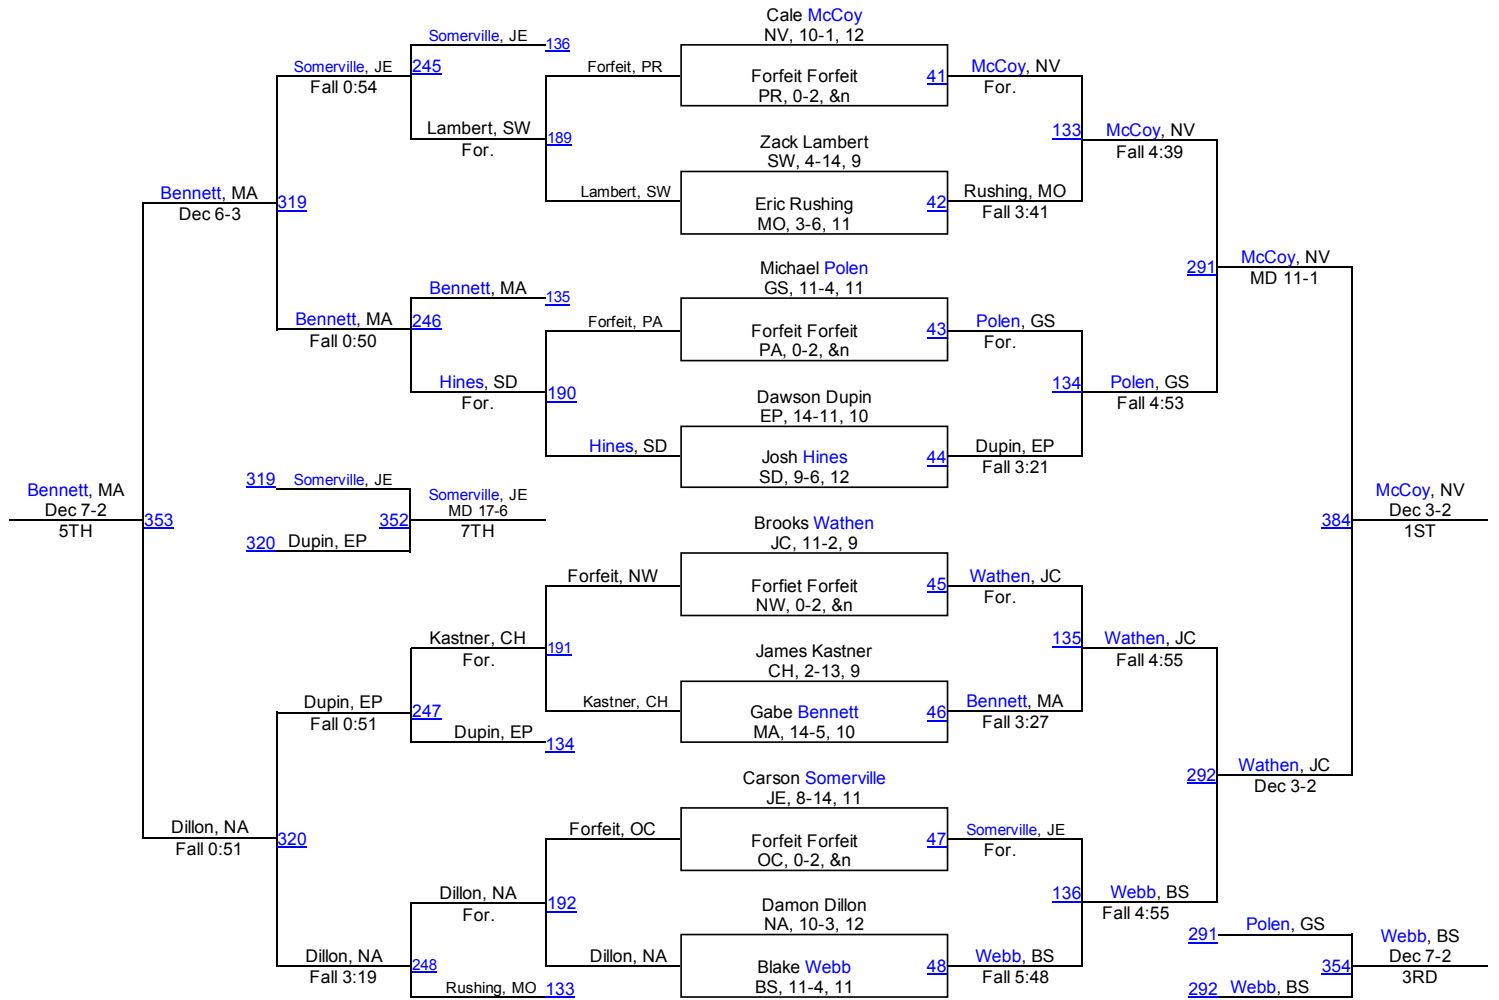 Cale McCoy
NV, 10-1, 12
Somerville, JE
136
Somerville, JE
245
Forfeit, PR
Forfeit Forfeit
41
McCoy, NV
Fall 0:54
PR, 0-2, &n
For.
Lambert, SW
189
Zack Lambert
133
McCoy, NV
For.
SW, 4-14, 9
Fall 4:39
Bennett, MA
319
Lambert, SW
Eric Rushing
42
Rushing, MO
Dec 6-3
MO, 3-6, 11
Fall 3:41
Michael Polen
291
McCoy, NV
GS, 11-4, 11
MD 11-1
Bennett, MA
135
Bennett, MA
246
Forfeit, PA
Forfeit Forfeit
43
Polen, GS
Fall 0:50
PA, 0-2, &n
For.
Hines, SD
190
Dawson Dupin
134
Polen, GS
For.
EP, 14-11, 10
Fall 4:53
Hines, SD
Josh Hines
44
Dupin, EP
SD, 9-6, 12
Fall 3:21
319
Somerville, JE
Bennett, MA
Somerville, JE
McCoy, NV
Dec 7-2
353
352
MD 17-6
384
Dec 3-2
5TH
7TH
1ST
320
Dupin, EP
Brooks Wathen
JC, 11-2, 9
Forfeit, NW
Forfiet Forfeit
45
Wathen, JC
NW, 0-2, &n
For.
Kastner, CH
191
James Kastner
135
Wathen, JC
For.
CH, 2-13, 9
Fall 4:55
Dupin, EP
247
Kastner, CH
Gabe Bennett
46
Bennett, MA
Fall 0:51
MA, 14-5, 10
Fall 3:27
Dupin, EP
134
Carson Somerville
292
Wathen, JC
JE, 8-14, 11
Dec 3-2
Dillon, NA
320
Forfeit, OC
Forfeit Forfeit
47
Somerville, JE
Fall 0:51
OC, 0-2, &n
For.
Dillon, NA
192
Damon Dillon
136
Webb, BS
For.
NA, 10-3, 12
Fall 4:55
291
Polen, GS
Dillon, NA
248
Dillon, NA
Blake Webb
48
Webb, BS
Fall 3:19
BS, 11-4, 11
Fall 5:48
Webb, BS
354
Dec 7-2
3RD
Rushing, MO
133
292
Webb, BS